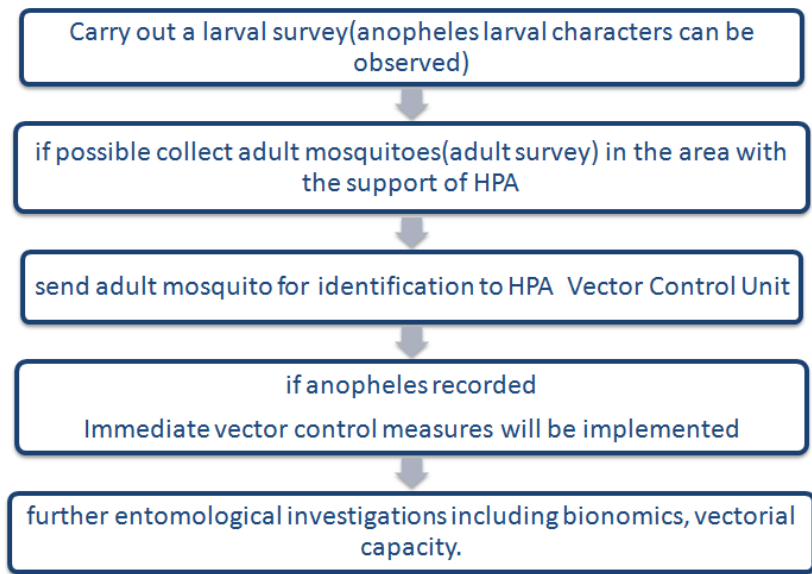 Carry out a larval survey(anopheles larval characters can be
observed)
if possible collect adult mosquitoes(adult survey) in the area with
the support of HPA
send adult mosquito for identification to HPA Vector Control Unit
if anopheles recorded
Immediate vector control measures will be implemented
further entomological investigations including bionomics, vectorial
capacity.